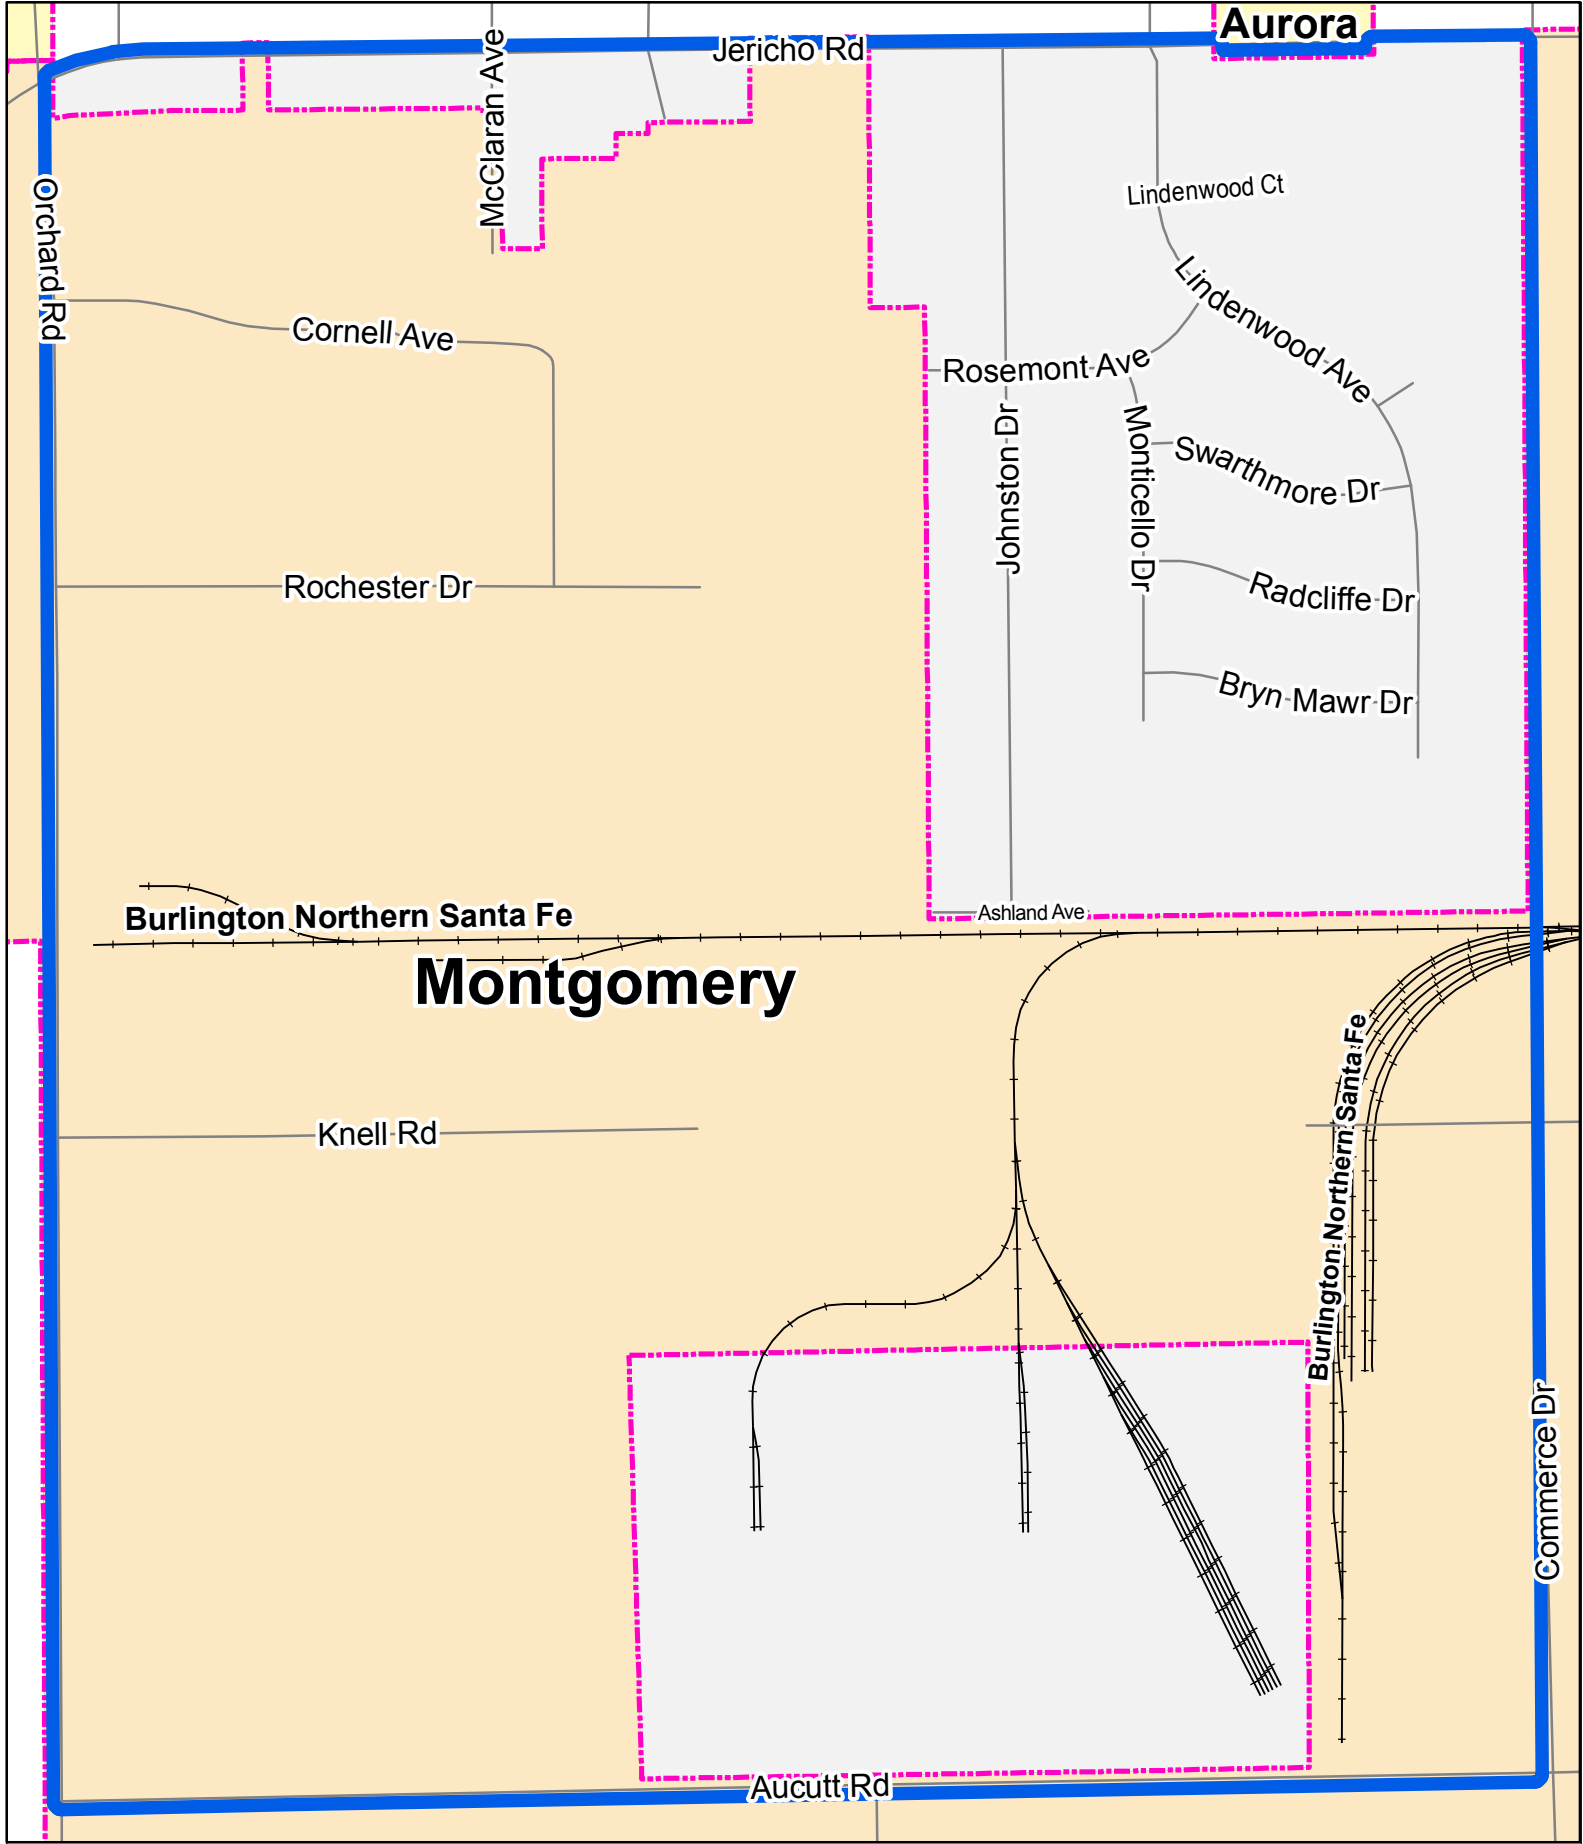 Aurora
Jericho Rd
McClaran Ave
Orchard Rd
Lindenwood Ct
Lindenwood Ave
Cornell Ave
Rosemont Ave
Johnston Dr
Monticello Dr
Swarthmore Dr
Rochester Dr
Radcliffe Dr
Bryn Mawr Dr
Ashland Ave
Burlington Northern Santa Fe
Montgomery
Burlington Northern Santa Fe
Knell Rd
Commerce Dr
Aucutt Rd